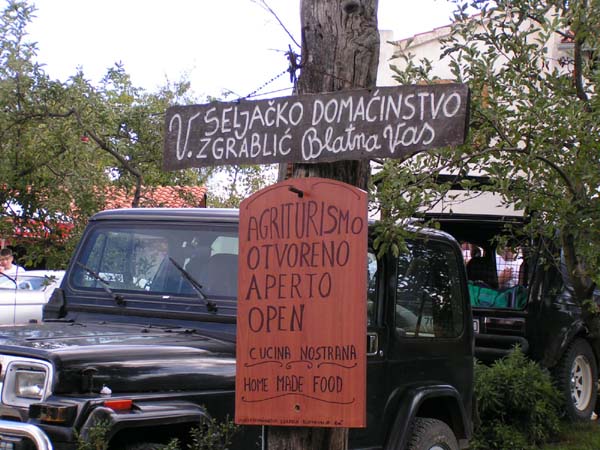 V. SELJAČKO DOMAĆINSTVO
ZGRABLIĆ Blatna Vas
AGRITURISMO
OTVORENO
APERTO
OPEN
CUCINA NOSTRANA
HOME MADE FOOD